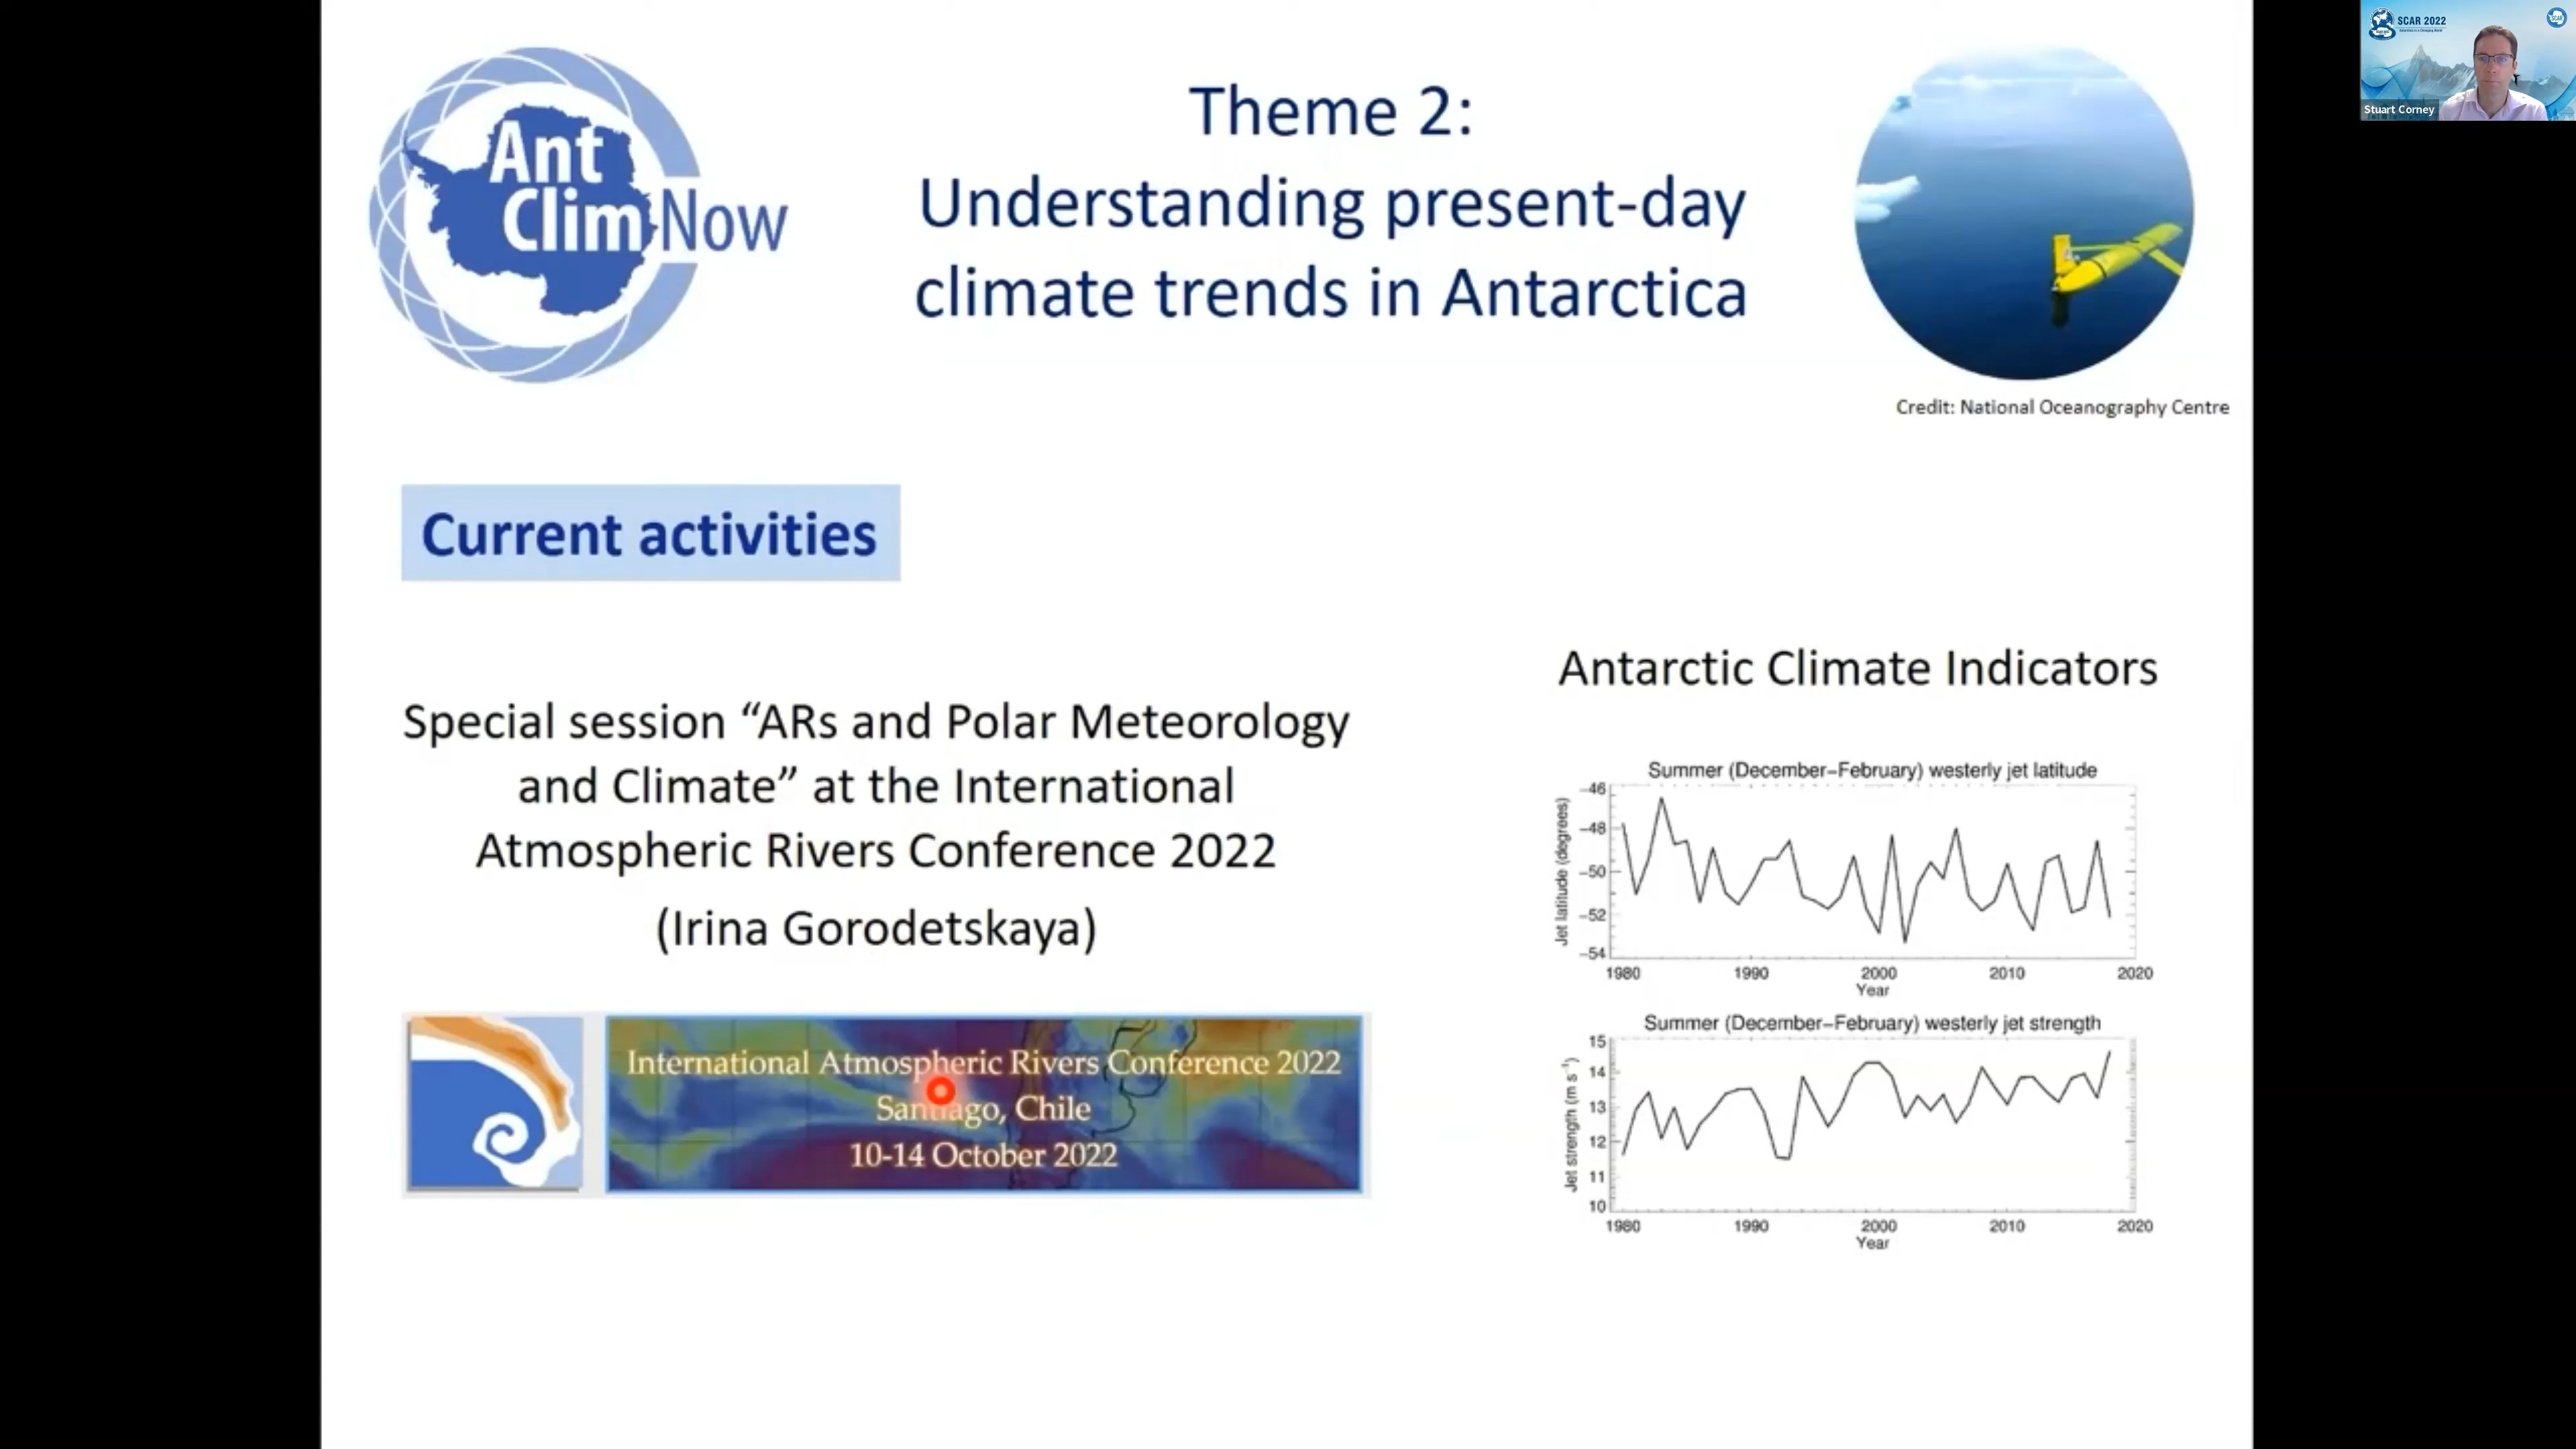 SCAR 2022
Stuart Corney
Ant
Clim Now
Theme 2:
Understanding present-day
climate trends in Antarctica
Credit: National Oceanography Centre
Current activities
Special session “ARs and Polar Meteorology
and Climate” at the International
Atmospheric Rivers Conference 2022
(Irina Gorodetskaya)
International Atmospheric Rivers Conference 2022
Santiago, Chile
10-14 October 2022
Antarctic Climate Indicators
Summer (December–February) westerly jet latitude
Jet latitude (degrees)
-46
-48
-50
-52
-54
1980 1990 2000 2010 2020
Year
Summer (December–February) westerly jet strength
Jet strength (m s⁻¹)
15
14
13
12
11
10
1980 1990 2000 2010 2020
Year